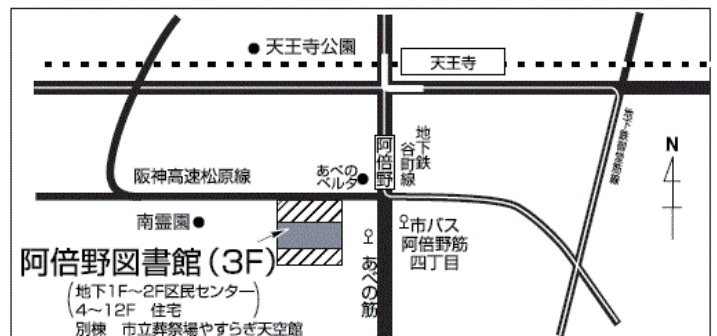 天王寺公園
天王寺
N
地下鉄
谷町線
阿倍野
あべの
ベルタ
阪神高速松原線
南霊園
市バス
阿倍野筋
四丁目
あべの筋
阿倍野図書館(3F)
(地下1F～2F区民センター)
4～12F 住宅
別棟 市立葬祭場やすらぎ天空館